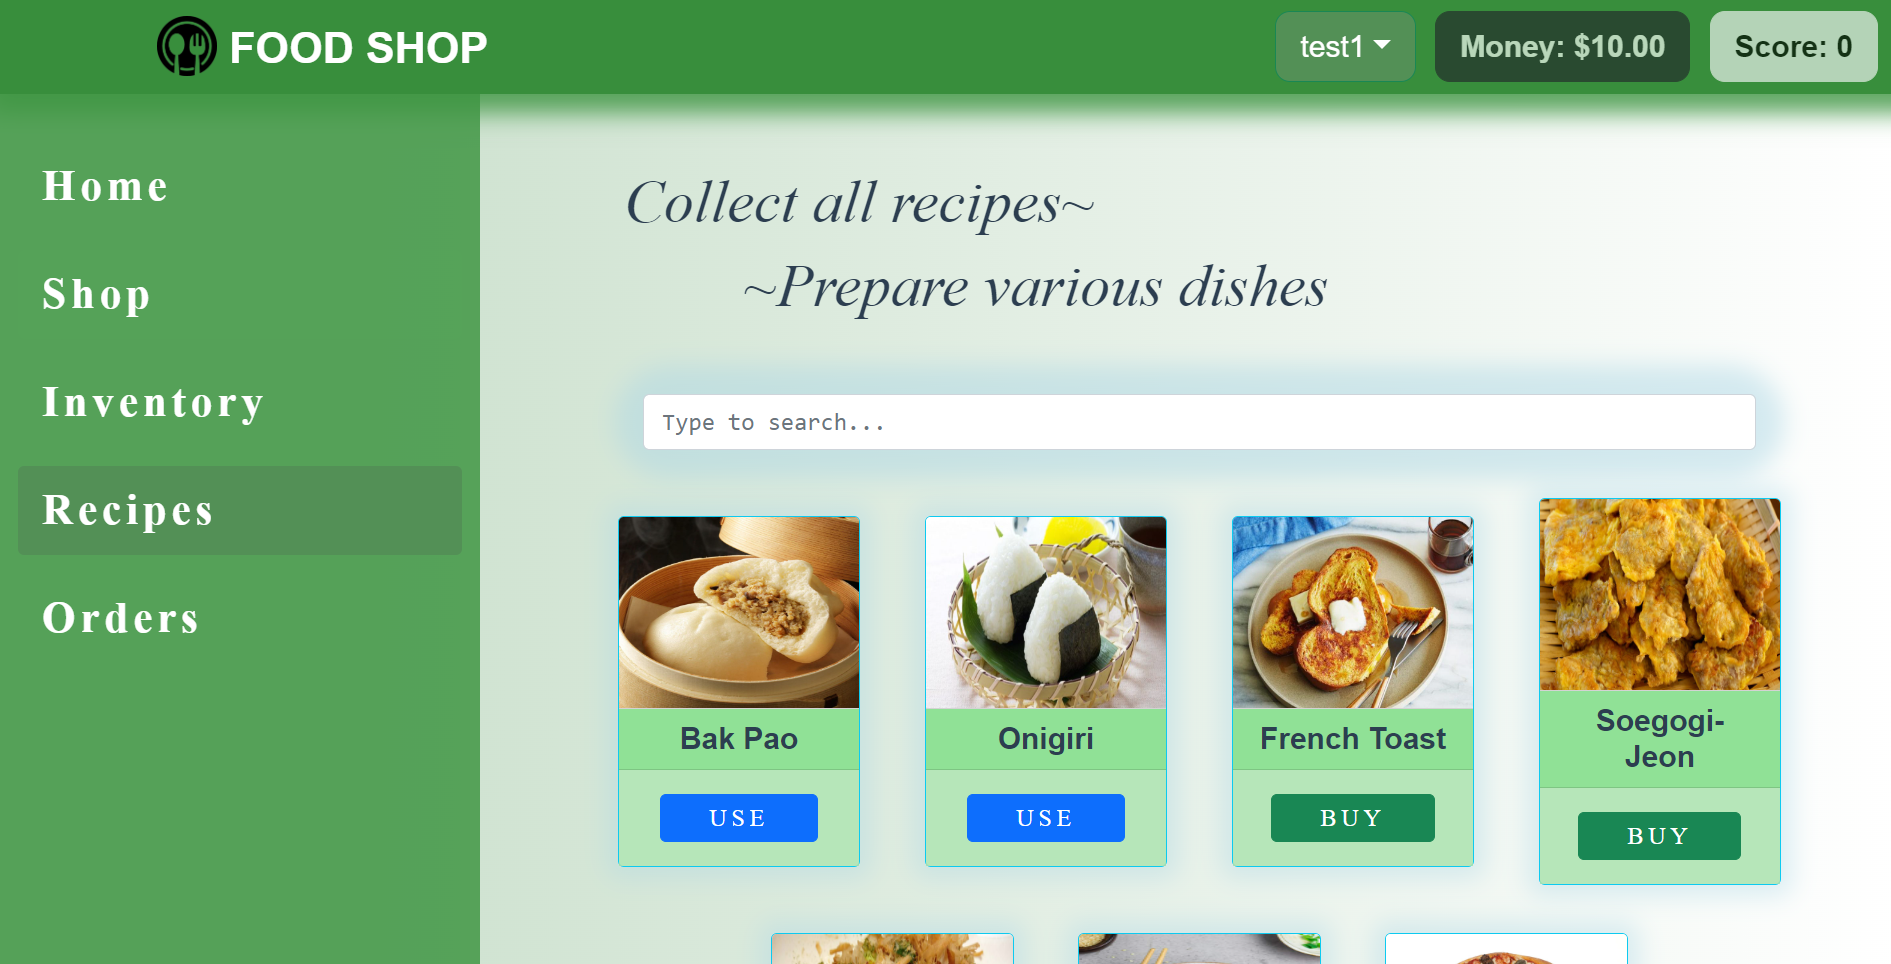 FOOD SHOP
test1
Money: $10.00
Score: 0
Home
Shop
Inventory
Recipes
Orders
Collect all recipes~
~Prepare various dishes
Type to search...
Bak Pao
USE
Onigiri
USE
French Toast
BUY
Soegogi-
Jeon
BUY